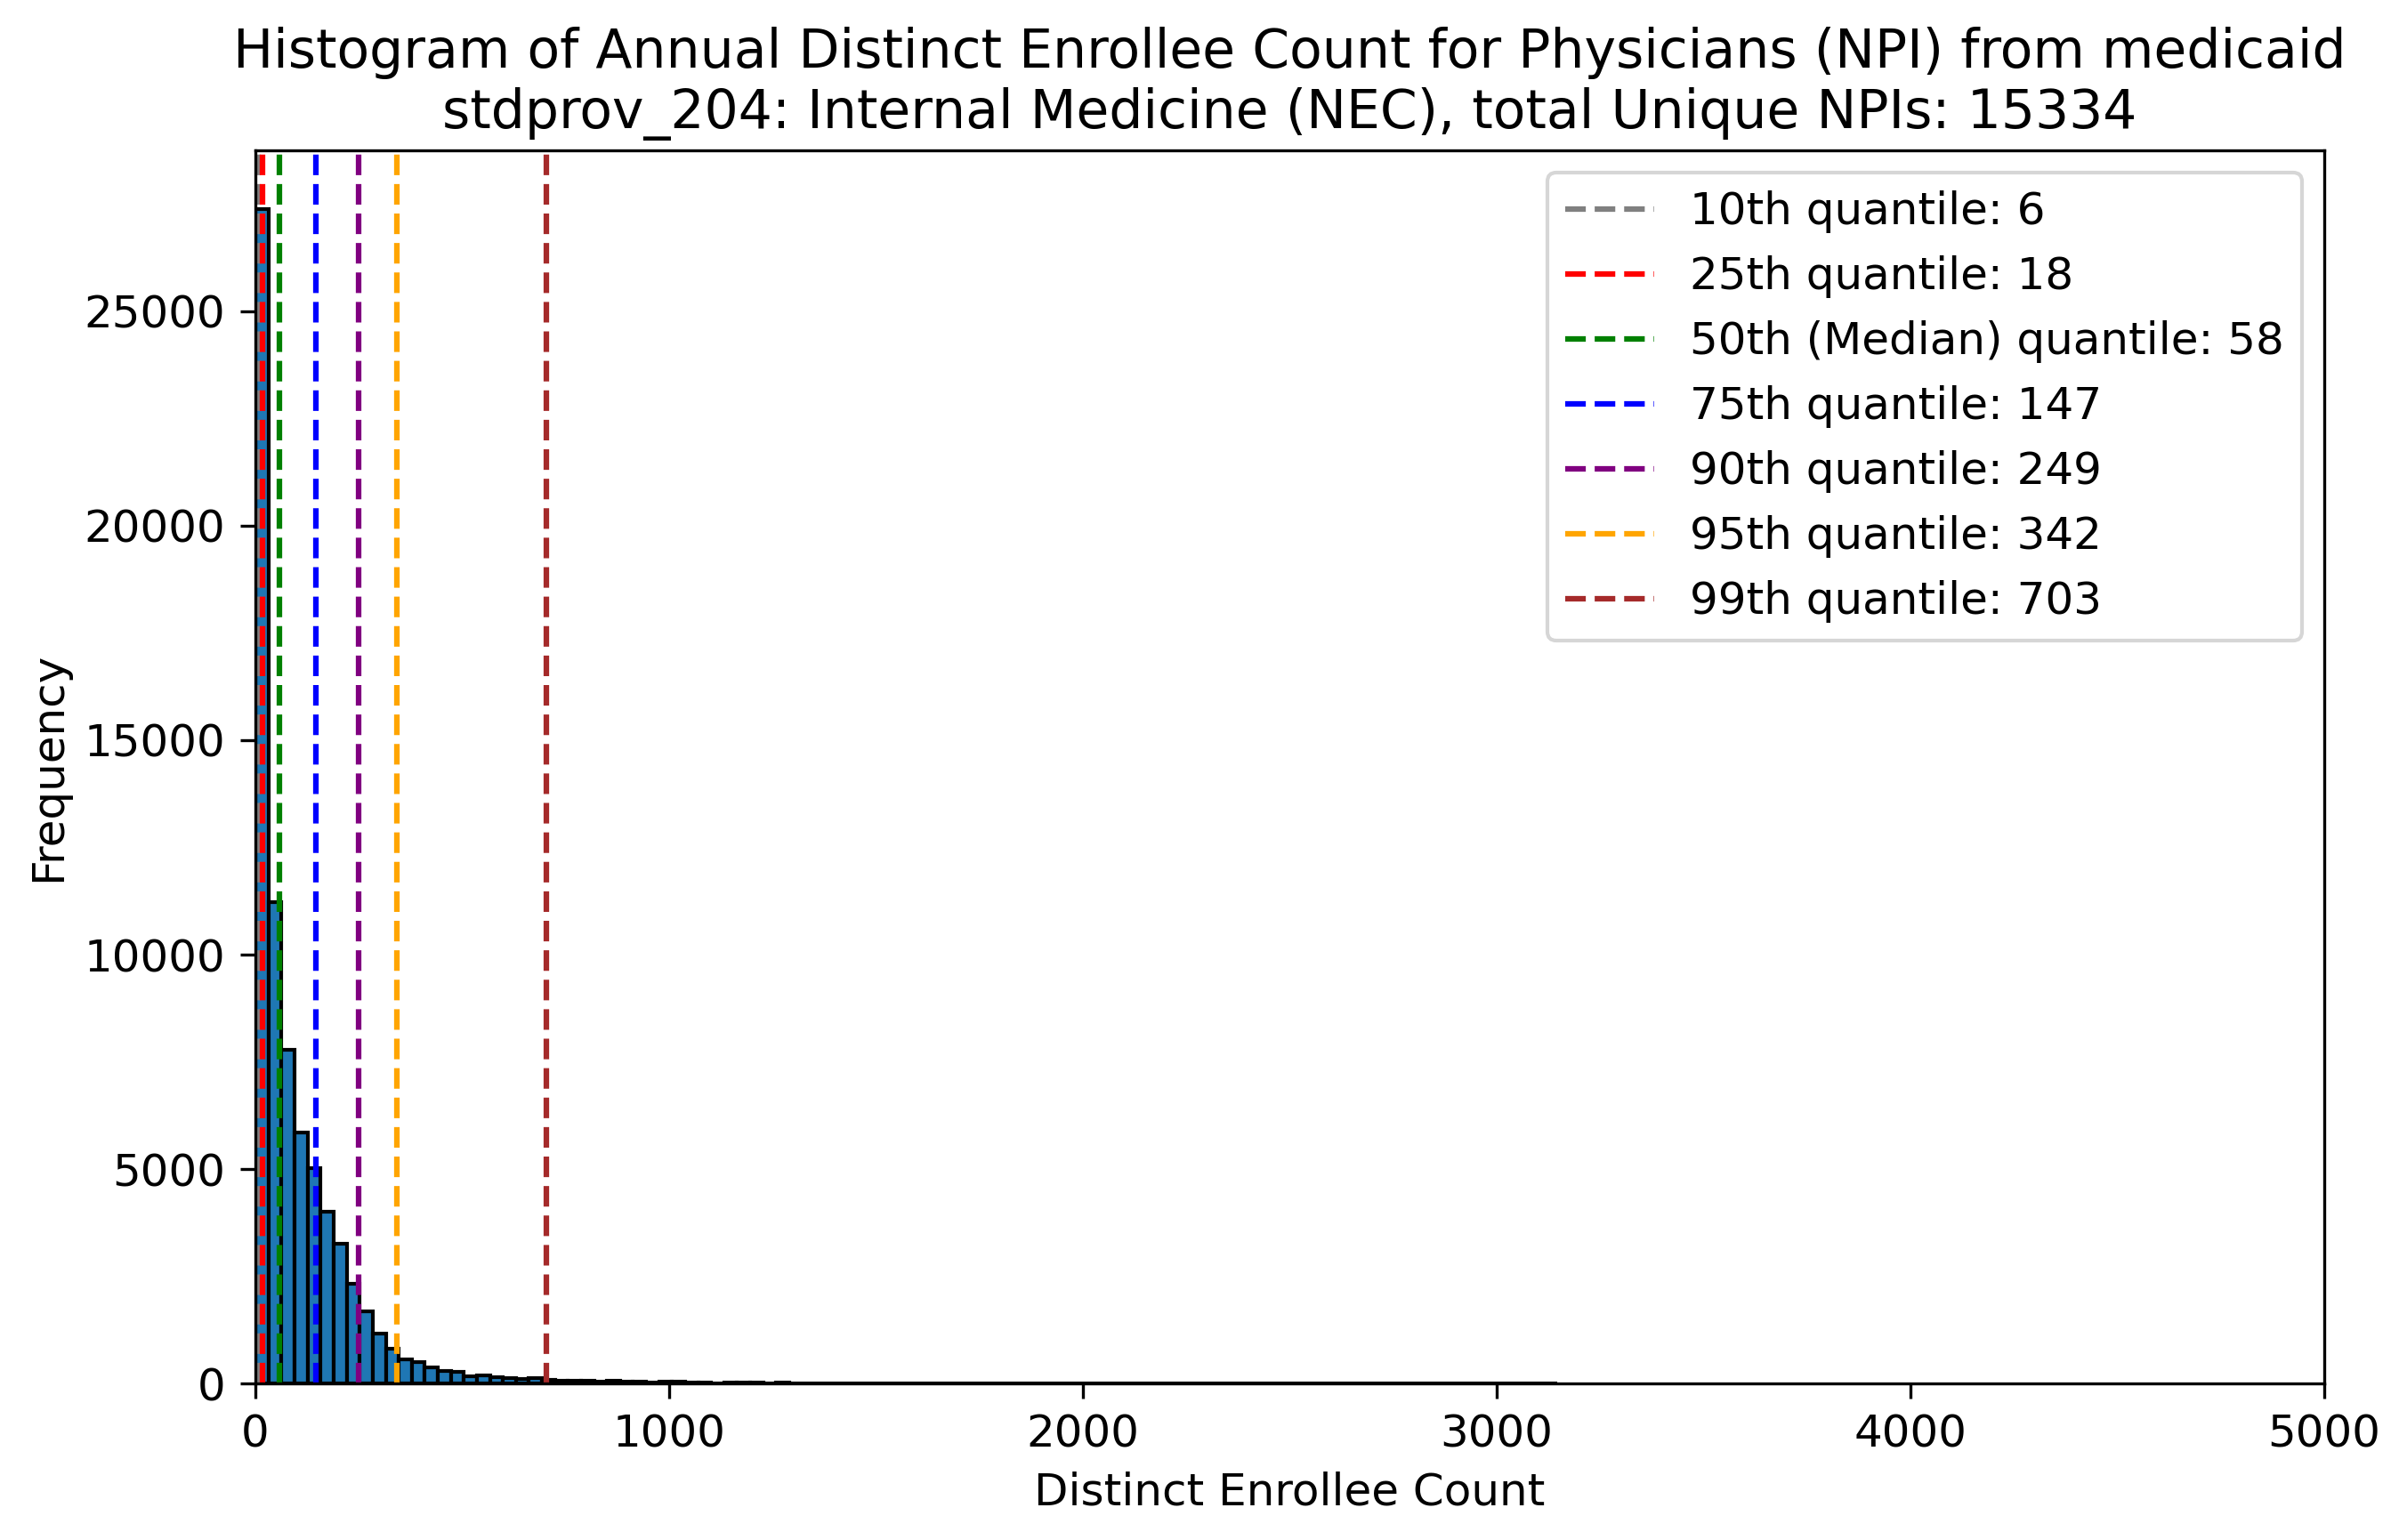 Histogram of Annual Distinct Enrollee Count for Physicians (NPI) from medicaid
stdprov_204: Internal Medicine (NEC), total Unique NPIs: 15334
10th quantile: 6
25th quantile: 18
50th (Median) quantile: 58
75th quantile: 147
90th quantile: 249
95th quantile: 342
99th quantile: 703
Frequency
25000
20000
15000
10000
5000
0
0 1000 2000 3000 4000 5000
Distinct Enrollee Count